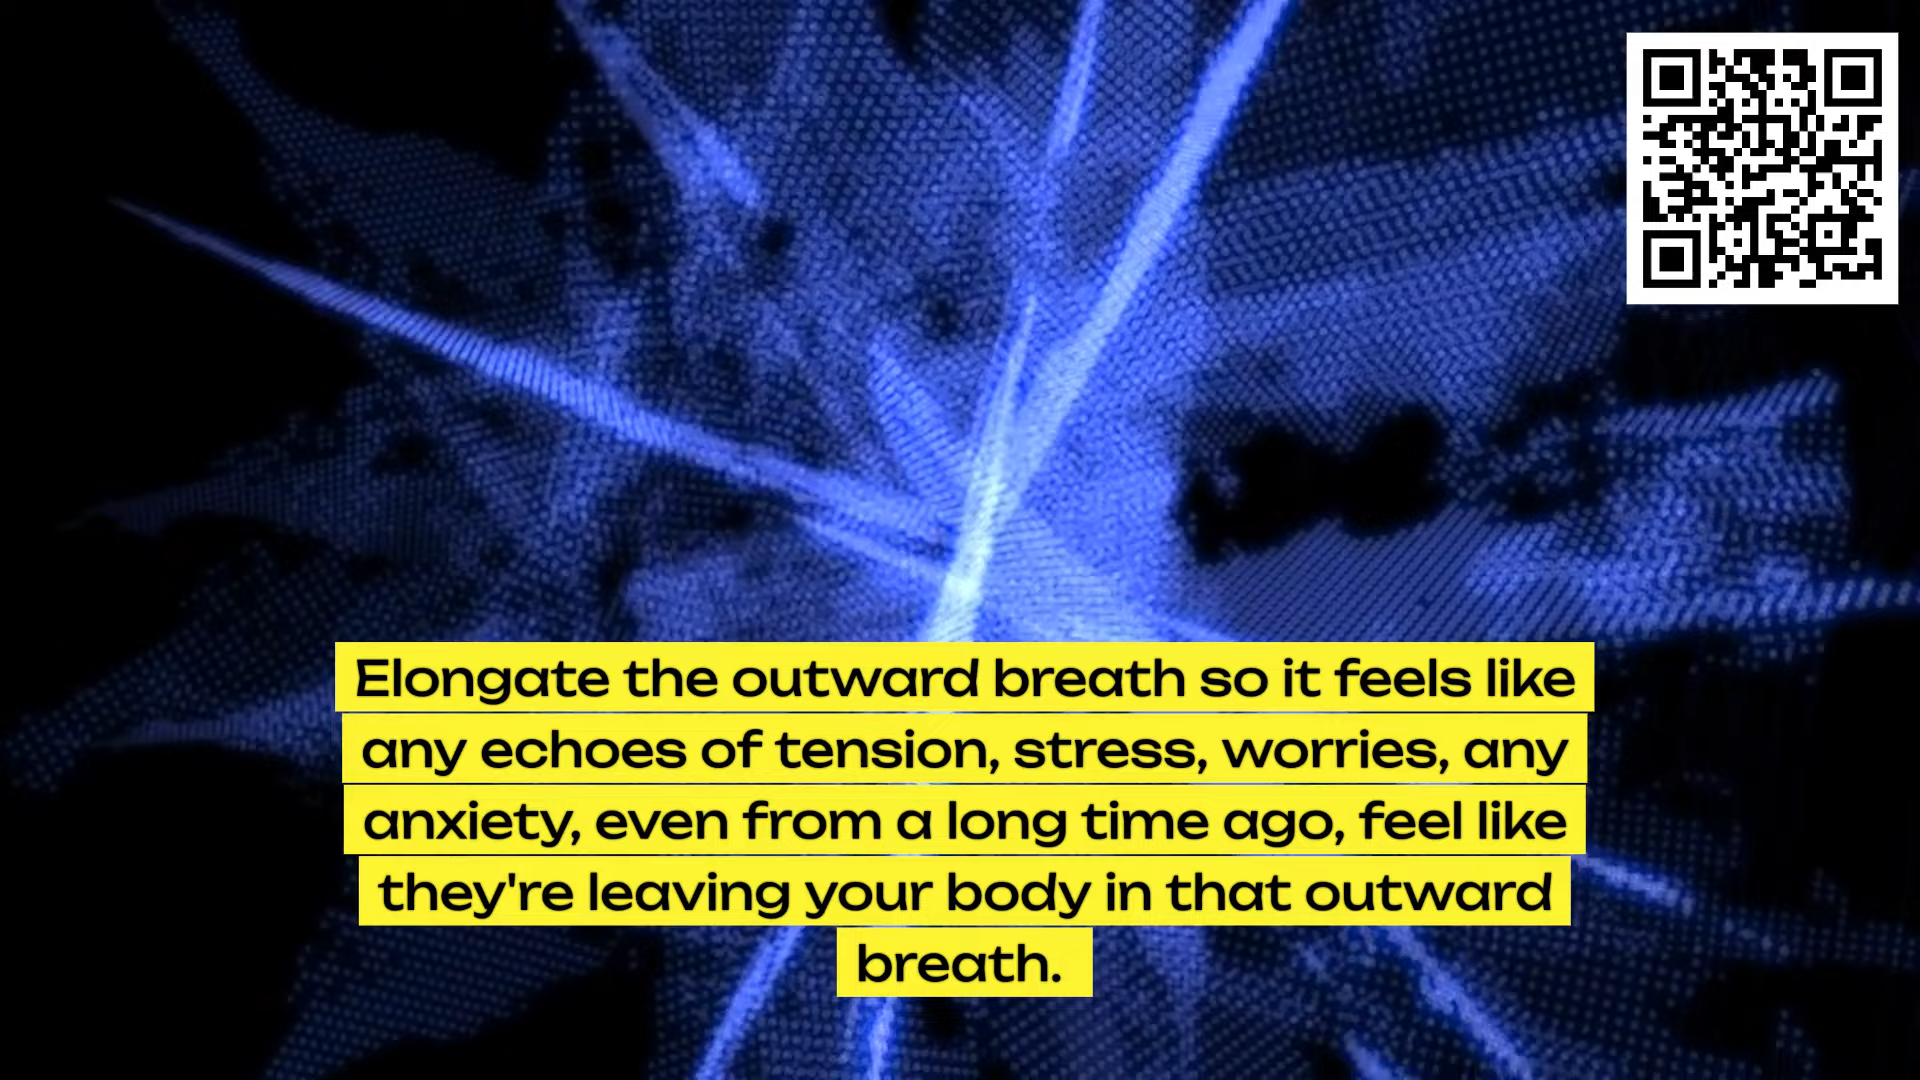 Elongate the outward breath so it feels like
any echoes of tension, stress, worries, any
anxiety, even from a long time ago, feel like
they're leaving your body in that outward
breath.